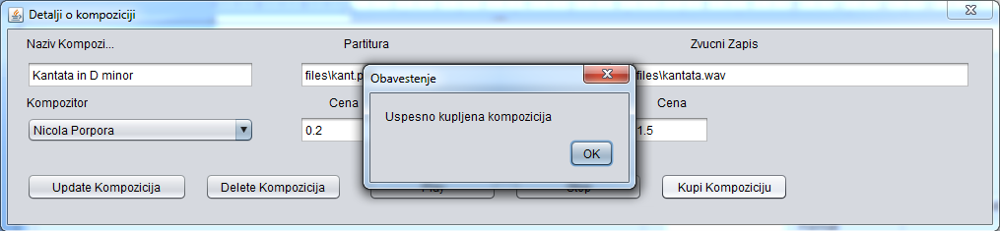 Detalji o kompoziciji
Naziv Kompozi... Partitura Zvucni Zapis
Kantata in D minor files\kant.p files\kantata.wav
Obavestenje
Kompozitor Cena Cena
Uspesno kupljena kompozicija
Nicola Porpora 0.2 1.5
OK
Update Kompozicija Delete Kompozicija Play Stop Kupi Kompoziciju